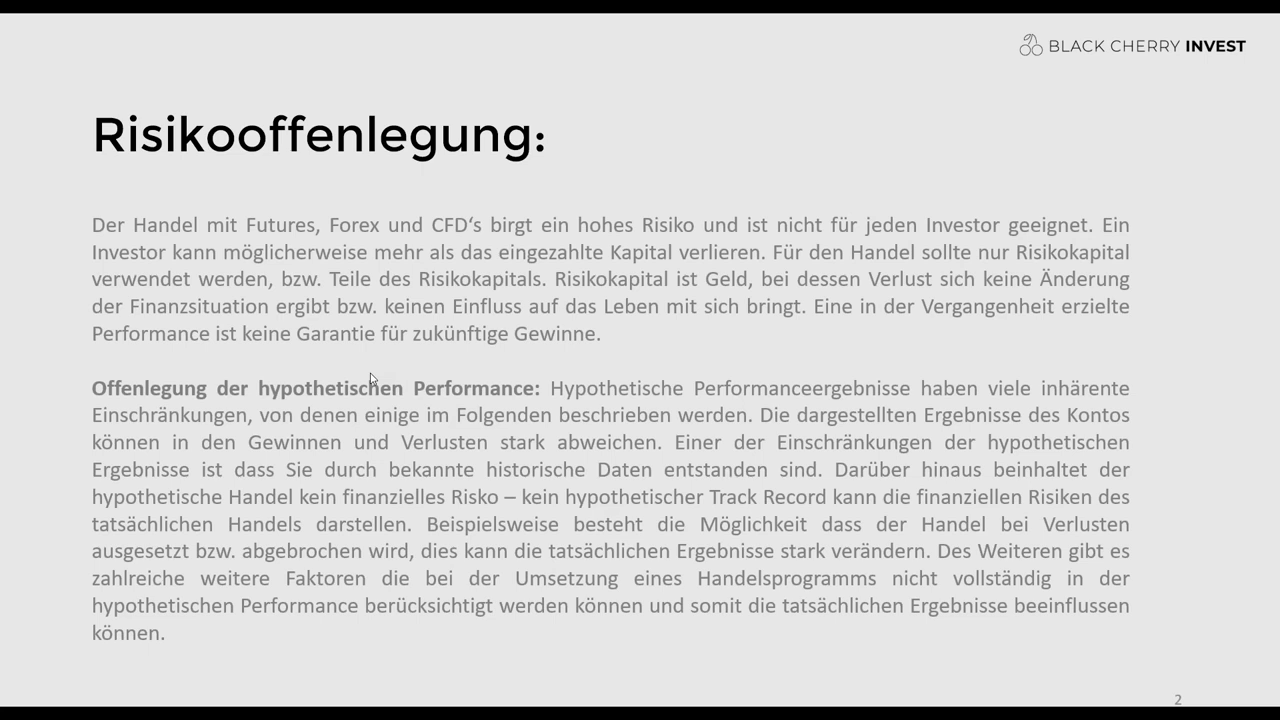 BLACK CHERRY INVEST
Risikooffenlegung:
Der Handel mit Futures, Forex und CFD‘s birgt ein hohes Risiko und ist nicht für jeden Investor geeignet. Ein
Investor kann möglicherweise mehr als das eingezahlte Kapital verlieren. Für den Handel sollte nur Risikokapital
verwendet werden, bzw. Teile des Risikokapitals. Risikokapital ist Geld, bei dessen Verlust sich keine Änderung
der Finanzsituation ergibt bzw. keinen Einfluss auf das Leben mit sich bringt. Eine in der Vergangenheit erzielte
Performance ist keine Garantie für zukünftige Gewinne.
Offenlegung der hypothetischen Performance: Hypothetische Performanceergebnisse haben viele inhärente
Einschränkungen, von denen einige im Folgenden beschrieben werden. Die dargestellten Ergebnisse des Kontos
können in den Gewinnen und Verlusten stark abweichen. Einer der Einschränkungen der hypothetischen
Ergebnisse ist dass Sie durch bekannte historische Daten entstanden sind. Darüber hinaus beinhaltet der
hypothetische Handel kein finanzielles Risko – kein hypothetischer Track Record kann die finanziellen Risiken des
tatsächlichen Handels darstellen. Beispielsweise besteht die Möglichkeit dass der Handel bei Verlusten
ausgesetzt bzw. abgebrochen wird, dies kann die tatsächlichen Ergebnisse stark verändern. Des Weiteren gibt es
zahlreiche weitere Faktoren die bei der Umsetzung eines Handelsprogramms nicht vollständig in der
hypothetischen Performance berücksichtigt werden können und somit die tatsächlichen Ergebnisse beeinflussen
können.
2